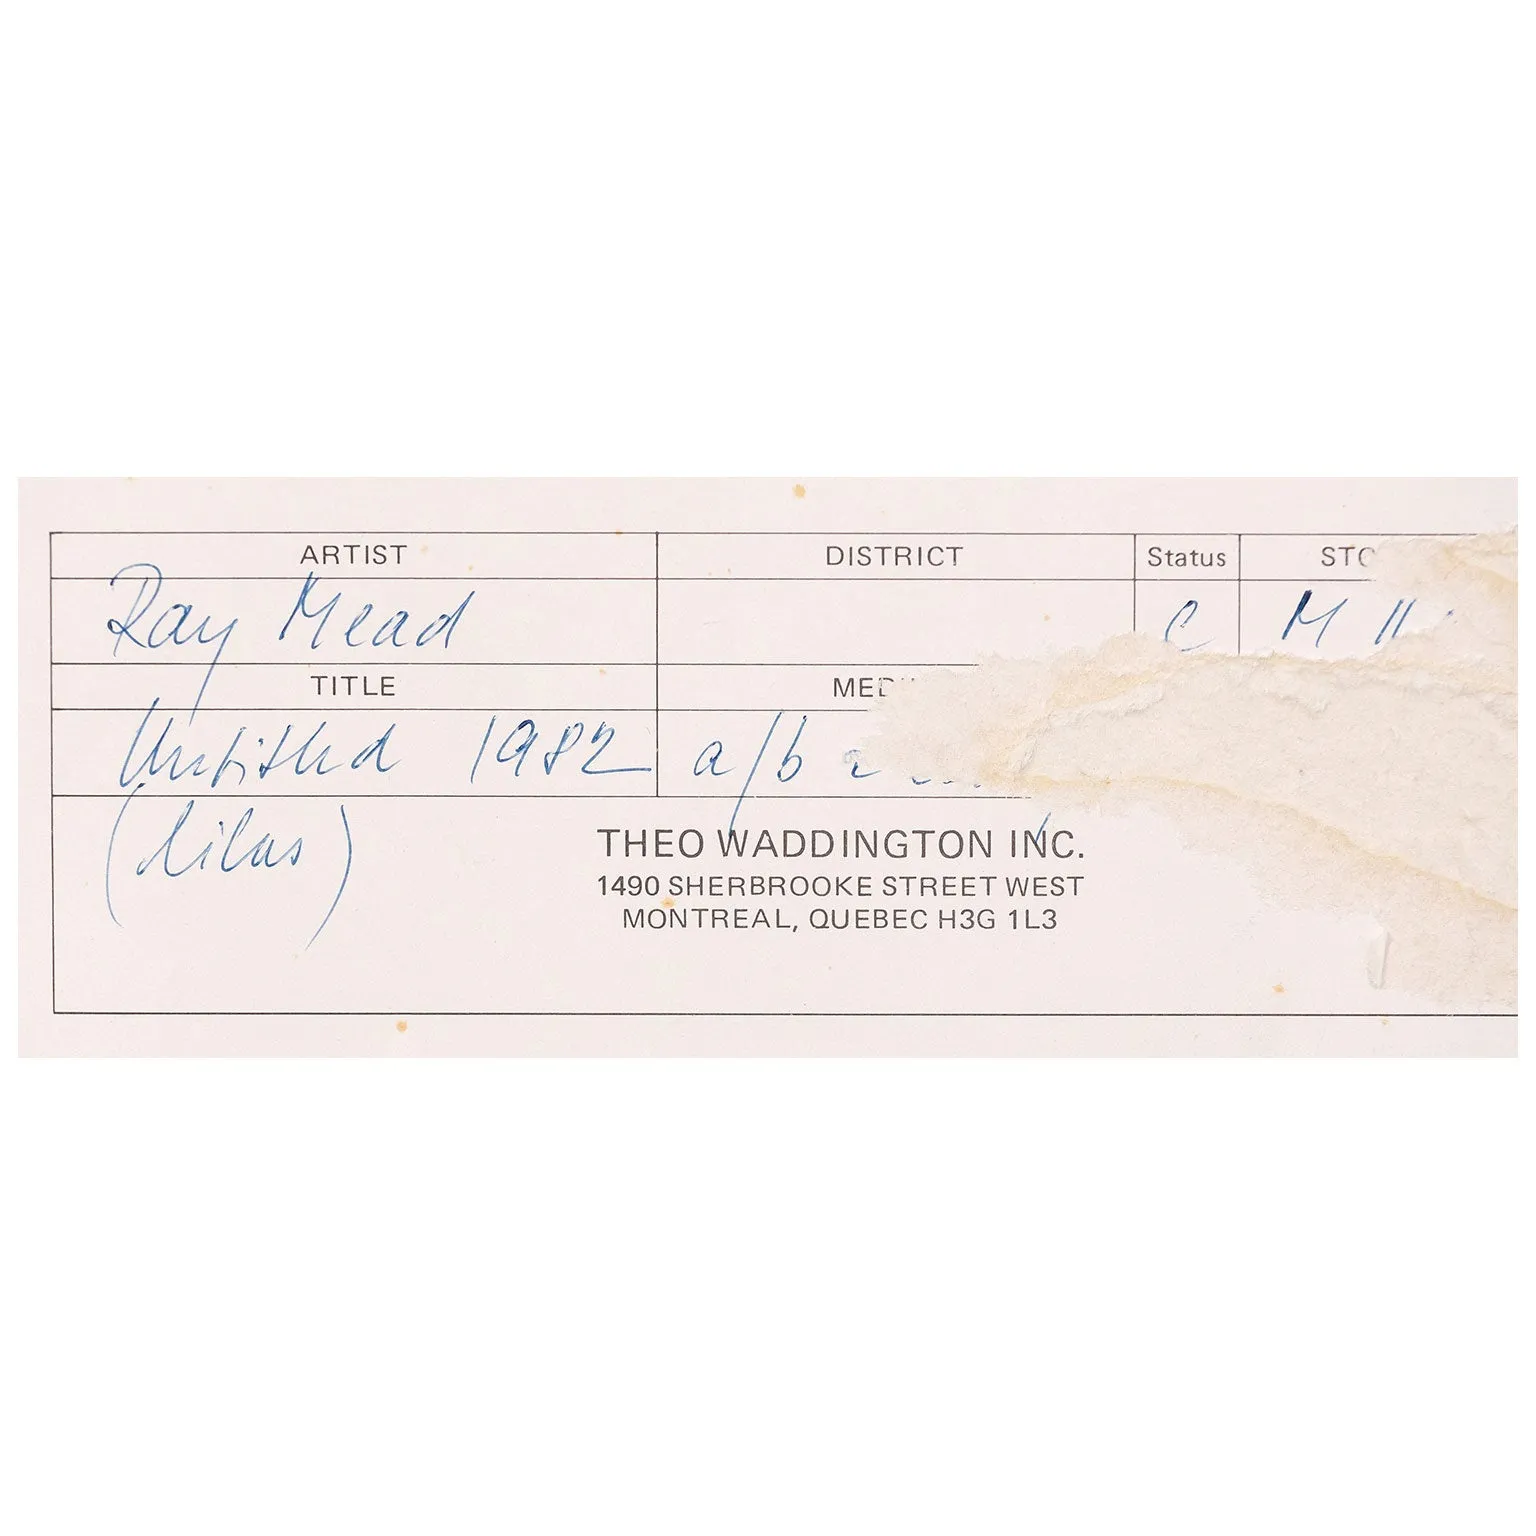 ARTIST DISTRICT Status
Ray Mead C M
TITLE
Untitled 1982 a/b
(lilas)
THEO WADDINGTON INC.
1490 SHERBROOKE STREET WEST
MONTREAL, QUEBEC H3G 1L3